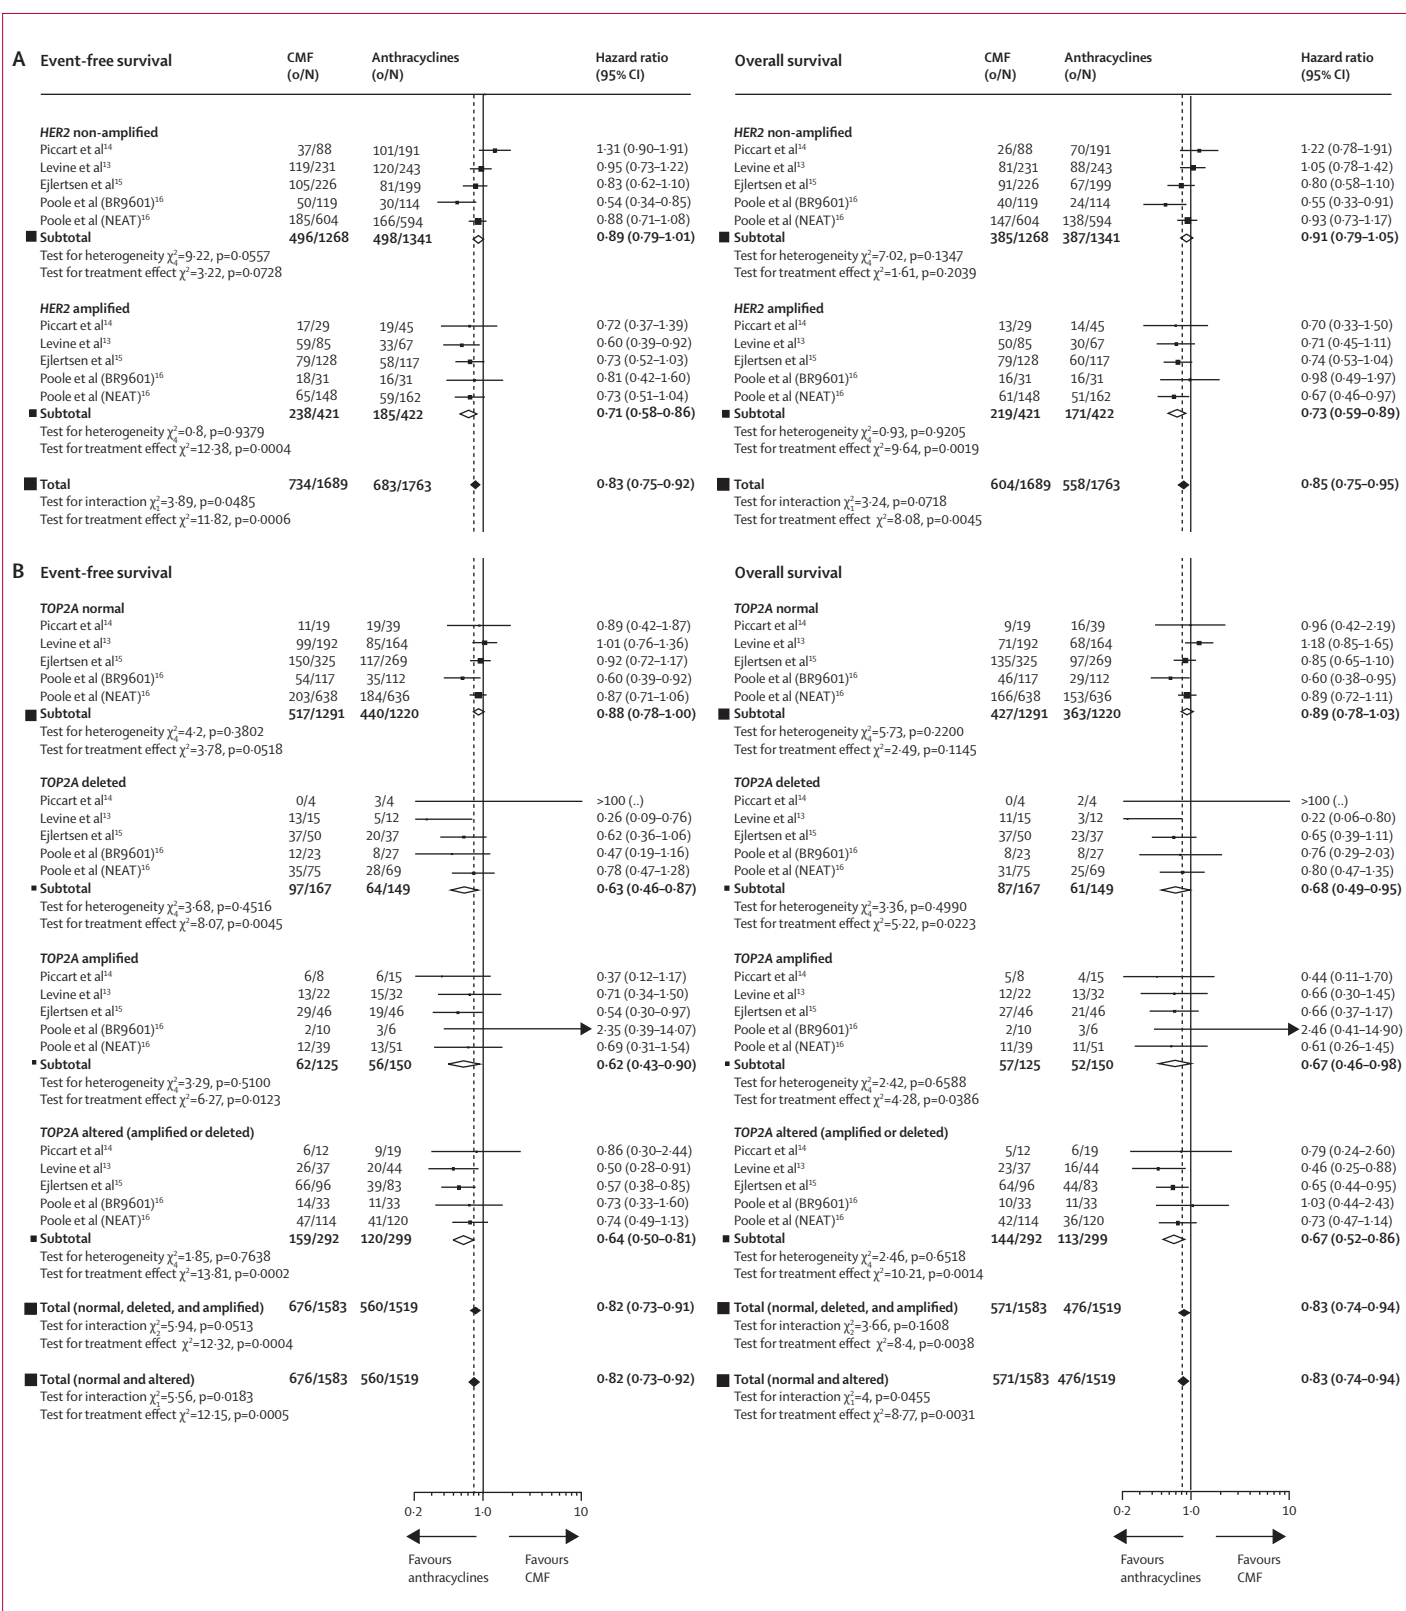 A Event-free survival CMF (o/N) Anthracyclines (o/N) Hazard ratio (95% CI)
HER2 non-amplified
Piccart et al¹⁴ 37/88 101/191 1·31 (0·90–1·91)
Levine et al¹³ 119/231 120/243 0·95 (0·73–1·22)
Ejlertsen et al¹⁵ 105/226 81/199 0·83 (0·62–1·10)
Poole et al (BR9601)¹⁶ 50/119 30/114 0·54 (0·34–0·85)
Poole et al (NEAT)¹⁶ 185/604 166/594 0·88 (0·71–1·08)
Subtotal 496/1268 498/1341 0·89 (0·79–1·01)
Test for heterogeneity χ²₄=9·22, p=0·0557
Test for treatment effect χ²=3·22, p=0·0728
HER2 amplified
Piccart et al¹⁴ 17/29 19/45 0·72 (0·37–1·39)
Levine et al¹³ 59/85 33/67 0·60 (0·39–0·92)
Ejlertsen et al¹⁵ 79/128 58/117 0·73 (0·52–1·03)
Poole et al (BR9601)¹⁶ 18/31 16/31 0·81 (0·42–1·60)
Poole et al (NEAT)¹⁶ 65/148 59/162 0·73 (0·51–1·04)
Subtotal 238/421 185/422 0·71 (0·58–0·86)
Test for heterogeneity χ²₄=0·8, p=0·9379
Test for treatment effect χ²=12·38, p=0·0004
Total 734/1689 683/1763 0·83 (0·75–0·92)
Test for interaction χ²₁=3·89, p=0·0485
Test for treatment effect χ²=11·82, p=0·0006
Overall survival CMF (o/N) Anthracyclines (o/N) Hazard ratio (95% CI)
HER2 non-amplified
Piccart et al¹⁴ 26/88 70/191 1·22 (0·78–1·91)
Levine et al¹³ 81/231 88/243 1·05 (0·78–1·42)
Ejlertsen et al¹⁵ 91/226 67/199 0·80 (0·58–1·10)
Poole et al (BR9601)¹⁶ 40/119 24/114 0·55 (0·33–0·91)
Poole et al (NEAT)¹⁶ 147/604 138/594 0·93 (0·73–1·17)
Subtotal 385/1268 387/1341 0·91 (0·79–1·05)
Test for heterogeneity χ²₄=7·02, p=0·1347
Test for treatment effect χ²=1·61, p=0·2039
HER2 amplified
Piccart et al¹⁴ 13/29 14/45 0·70 (0·33–1·50)
Levine et al¹³ 50/85 30/67 0·71 (0·45–1·11)
Ejlertsen et al¹⁵ 79/128 60/117 0·74 (0·53–1·04)
Poole et al (BR9601)¹⁶ 16/31 16/31 0·98 (0·49–1·97)
Poole et al (NEAT)¹⁶ 61/148 51/162 0·67 (0·46–0·97)
Subtotal 219/421 171/422 0·73 (0·59–0·89)
Test for heterogeneity χ²₄=0·93, p=0·9205
Test for treatment effect χ²=9·64, p=0·0019
Total 604/1689 558/1763 0·85 (0·75–0·95)
Test for interaction χ²₁=3·24, p=0·0718
Test for treatment effect χ²=8·08, p=0·0045
B Event-free survival
TOP2A normal
Piccart et al¹⁴ 11/19 19/39 0·89 (0·42–1·87)
Levine et al¹³ 99/192 85/164 1·01 (0·76–1·36)
Ejlertsen et al¹⁵ 150/325 117/269 0·92 (0·72–1·17)
Poole et al (BR9601)¹⁶ 54/117 35/112 0·60 (0·39–0·92)
Poole et al (NEAT)¹⁶ 203/638 184/636 0·87 (0·71–1·06)
Subtotal 517/1291 440/1220 0·88 (0·78–1·00)
Test for heterogeneity χ²₄=4·2, p=0·3802
Test for treatment effect χ²=3·78, p=0·0518
TOP2A deleted
Piccart et al¹⁴ 0/4 3/4 >100 (..)
Levine et al¹³ 13/15 5/12 0·26 (0·09–0·76)
Ejlertsen et al¹⁵ 37/50 20/37 0·62 (0·36–1·06)
Poole et al (BR9601)¹⁶ 12/23 8/27 0·47 (0·19–1·16)
Poole et al (NEAT)¹⁶ 35/75 28/69 0·78 (0·47–1·28)
Subtotal 97/167 64/149 0·63 (0·46–0·87)
Test for heterogeneity χ²₄=3·68, p=0·4516
Test for treatment effect χ²=8·07, p=0·0045
TOP2A amplified
Piccart et al¹⁴ 6/8 6/15 0·37 (0·12–1·17)
Levine et al¹³ 13/22 15/32 0·71 (0·34–1·50)
Ejlertsen et al¹⁵ 29/46 19/46 0·54 (0·30–0·97)
Poole et al (BR9601)¹⁶ 2/10 3/6 2·35 (0·39–14·07)
Poole et al (NEAT)¹⁶ 12/39 13/51 0·69 (0·31–1·54)
Subtotal 62/125 56/150 0·62 (0·43–0·90)
Test for heterogeneity χ²₄=3·29, p=0·5100
Test for treatment effect χ²=6·27, p=0·0123
TOP2A altered (amplified or deleted)
Piccart et al¹⁴ 6/12 9/19 0·86 (0·30–2·44)
Levine et al¹³ 26/37 20/44 0·50 (0·28–0·91)
Ejlertsen et al¹⁵ 66/96 39/83 0·57 (0·38–0·85)
Poole et al (BR9601)¹⁶ 14/33 11/33 0·73 (0·33–1·60)
Poole et al (NEAT)¹⁶ 47/114 41/120 0·74 (0·49–1·13)
Subtotal 159/292 120/299 0·64 (0·50–0·81)
Test for heterogeneity χ²₄=1·85, p=0·7638
Test for treatment effect χ²=13·81, p=0·0002
Total (normal, deleted, and amplified) 676/1583 560/1519 0·82 (0·73–0·91)
Test for interaction χ²₂=5·94, p=0·0513
Test for treatment effect χ²=12·32, p=0·0004
Total (normal and altered) 676/1583 560/1519 0·82 (0·73–0·92)
Test for interaction χ²₁=5·56, p=0·0183
Test for treatment effect χ²=12·15, p=0·0005
0·2 1·0 10
Favours anthracyclines
Favours CMF
Overall survival
TOP2A normal
Piccart et al¹⁴ 9/19 16/39 0·96 (0·42–2·19)
Levine et al¹³ 71/192 68/164 1·18 (0·85–1·65)
Ejlertsen et al¹⁵ 135/325 97/269 0·85 (0·65–1·10)
Poole et al (BR9601)¹⁶ 46/117 29/112 0·60 (0·38–0·95)
Poole et al (NEAT)¹⁶ 166/638 153/636 0·89 (0·72–1·11)
Subtotal 427/1291 363/1220 0·89 (0·78–1·03)
Test for heterogeneity χ²₄=5·73, p=0·2200
Test for treatment effect χ²=2·49, p=0·1145
TOP2A deleted
Piccart et al¹⁴ 0/4 2/4 >100 (..)
Levine et al¹³ 11/15 3/12 0·22 (0·06–0·80)
Ejlertsen et al¹⁵ 37/50 23/37 0·65 (0·39–1·11)
Poole et al (BR9601)¹⁶ 8/23 8/27 0·76 (0·29–2·03)
Poole et al (NEAT)¹⁶ 31/75 25/69 0·80 (0·47–1·35)
Subtotal 87/167 61/149 0·68 (0·49–0·95)
Test for heterogeneity χ²₄=3·36, p=0·4990
Test for treatment effect χ²=5·22, p=0·0223
TOP2A amplified
Piccart et al¹⁴ 5/8 4/15 0·44 (0·11–1·70)
Levine et al¹³ 12/22 13/32 0·66 (0·30–1·45)
Ejlertsen et al¹⁵ 27/46 21/46 0·66 (0·37–1·17)
Poole et al (BR9601)¹⁶ 2/10 3/6 2·46 (0·41–14·90)
Poole et al (NEAT)¹⁶ 11/39 11/51 0·61 (0·26–1·45)
Subtotal 57/125 52/150 0·67 (0·46–0·98)
Test for heterogeneity χ²₄=2·42, p=0·6588
Test for treatment effect χ²=4·28, p=0·0386
TOP2A altered (amplified or deleted)
Piccart et al¹⁴ 5/12 6/19 0·79 (0·24–2·60)
Levine et al¹³ 23/37 16/44 0·46 (0·25–0·88)
Ejlertsen et al¹⁵ 64/96 44/83 0·65 (0·44–0·95)
Poole et al (BR9601)¹⁶ 10/33 11/33 1·03 (0·44–2·43)
Poole et al (NEAT)¹⁶ 42/114 36/120 0·73 (0·47–1·14)
Subtotal 144/292 113/299 0·67 (0·52–0·86)
Test for heterogeneity χ²₄=2·46, p=0·6518
Test for treatment effect χ²=10·21, p=0·0014
Total (normal, deleted, and amplified) 571/1583 476/1519 0·83 (0·74–0·94)
Test for interaction χ²₂=3·66, p=0·1608
Test for treatment effect χ²=8·4, p=0·0038
Total (normal and altered) 571/1583 476/1519 0·83 (0·74–0·94)
Test for interaction χ²₁=4, p=0·0455
Test for treatment effect χ²=8·77, p=0·0031
0·2 1·0 10
Favours anthracyclines
Favours CMF